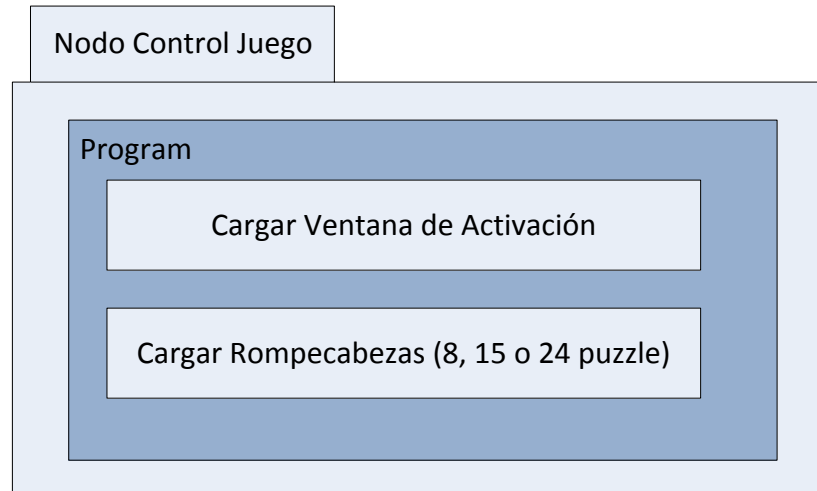 Nodo Control Juego
Program
Cargar Ventana de Activación
Cargar Rompecabezas (8, 15 o 24 puzzle)